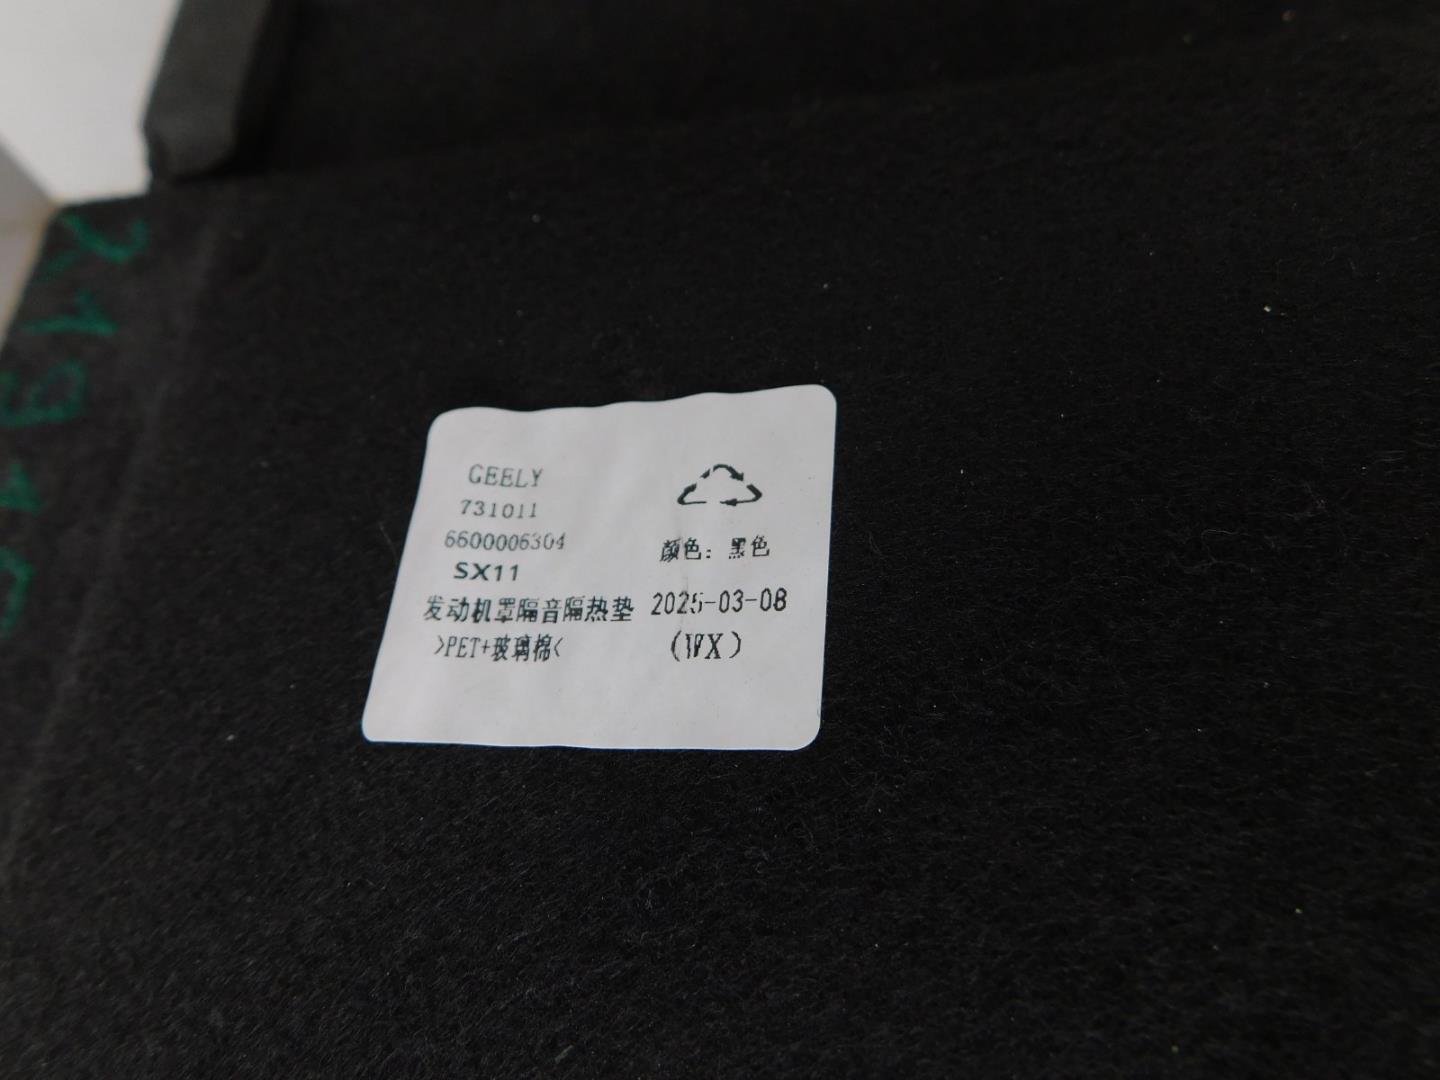 GEELY
731011
6600006304
SX11
发动机罩隔音隔热垫
>PET+玻璃棉<
颜色：黑色
2025-03-08
(WX)